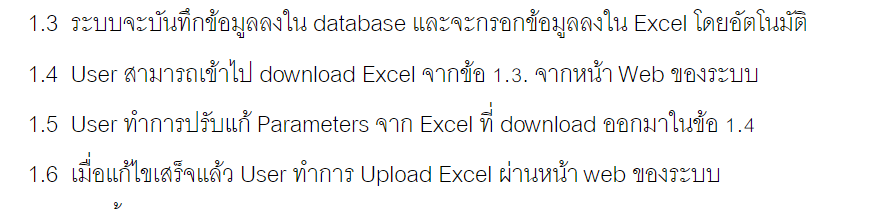 1.3 ระบบจะบันทึกข้อมูลลงใน database และจะกรอกข้อมูลลงใน Excel โดยอัตโนมัติ
1.4 User สามารถเข้าไป download Excel จากข้อ 1.3. จากหน้า Web ของระบบ
1.5 User ทำการปรับแก้ Parameters จาก Excel ที่ download ออกมาในข้อ 1.4
1.6 เมื่อแก้ไขเสร็จแล้ว User ทำการ Upload Excel ผ่านหน้า web ของระบบ